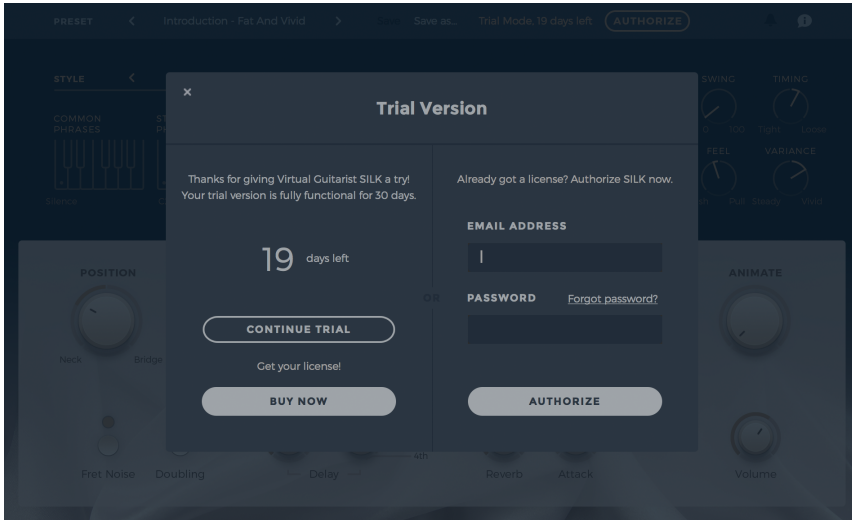 PRESET
Introduction - Fat And Vivid
Save as...
Trial Mode, 19 days left
AUTHORIZE
STYLE
SWING
TIMING
COMMON
PHRASES
0
100
Tight
Loose
FEEL
VARIANCE
Silence
Pull
Steady
Vivid
×
Trial Version
Thanks for giving Virtual Guitarist SILK a try!
Your trial version is fully functional for 30 days.
19 days left
CONTINUE TRIAL
Get your license!
BUY NOW
OR
Already got a license? Authorize SILK now.
EMAIL ADDRESS
PASSWORD
Forgot password?
AUTHORIZE
POSITION
Neck
Bridge
ANIMATE
4th
Fret Noise
Doubling
Delay
Reverb
Attack
Volume